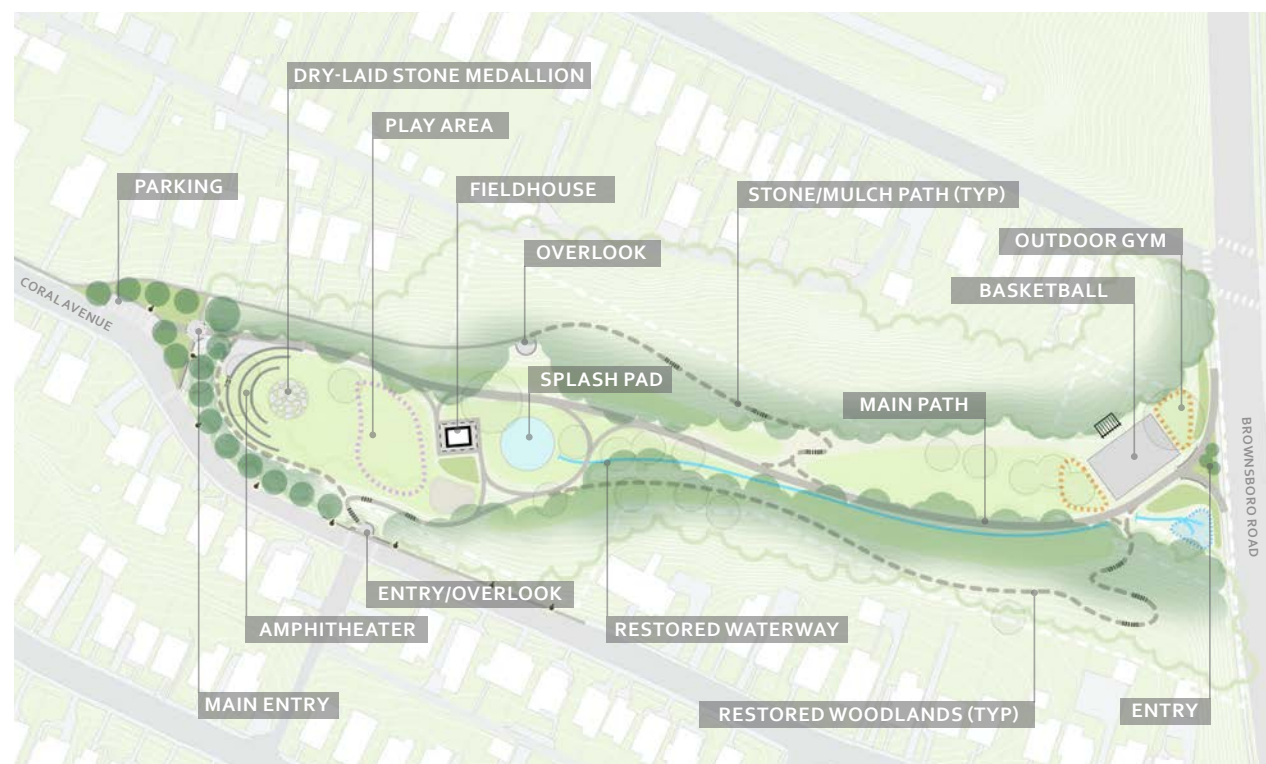 DRY-LAID STONE MEDALLION
PLAY AREA
PARKING
FIELDHOUSE
STONE/MULCH PATH (TYP)
OVERLOOK
OUTDOOR GYM
BASKETBALL
CORAL AVENUE
SPLASH PAD
MAIN PATH
BROWNSBORO ROAD
ENTRY/OVERLOOK
AMPHITHEATER
RESTORED WATERWAY
MAIN ENTRY
RESTORED WOODLANDS (TYP)
ENTRY